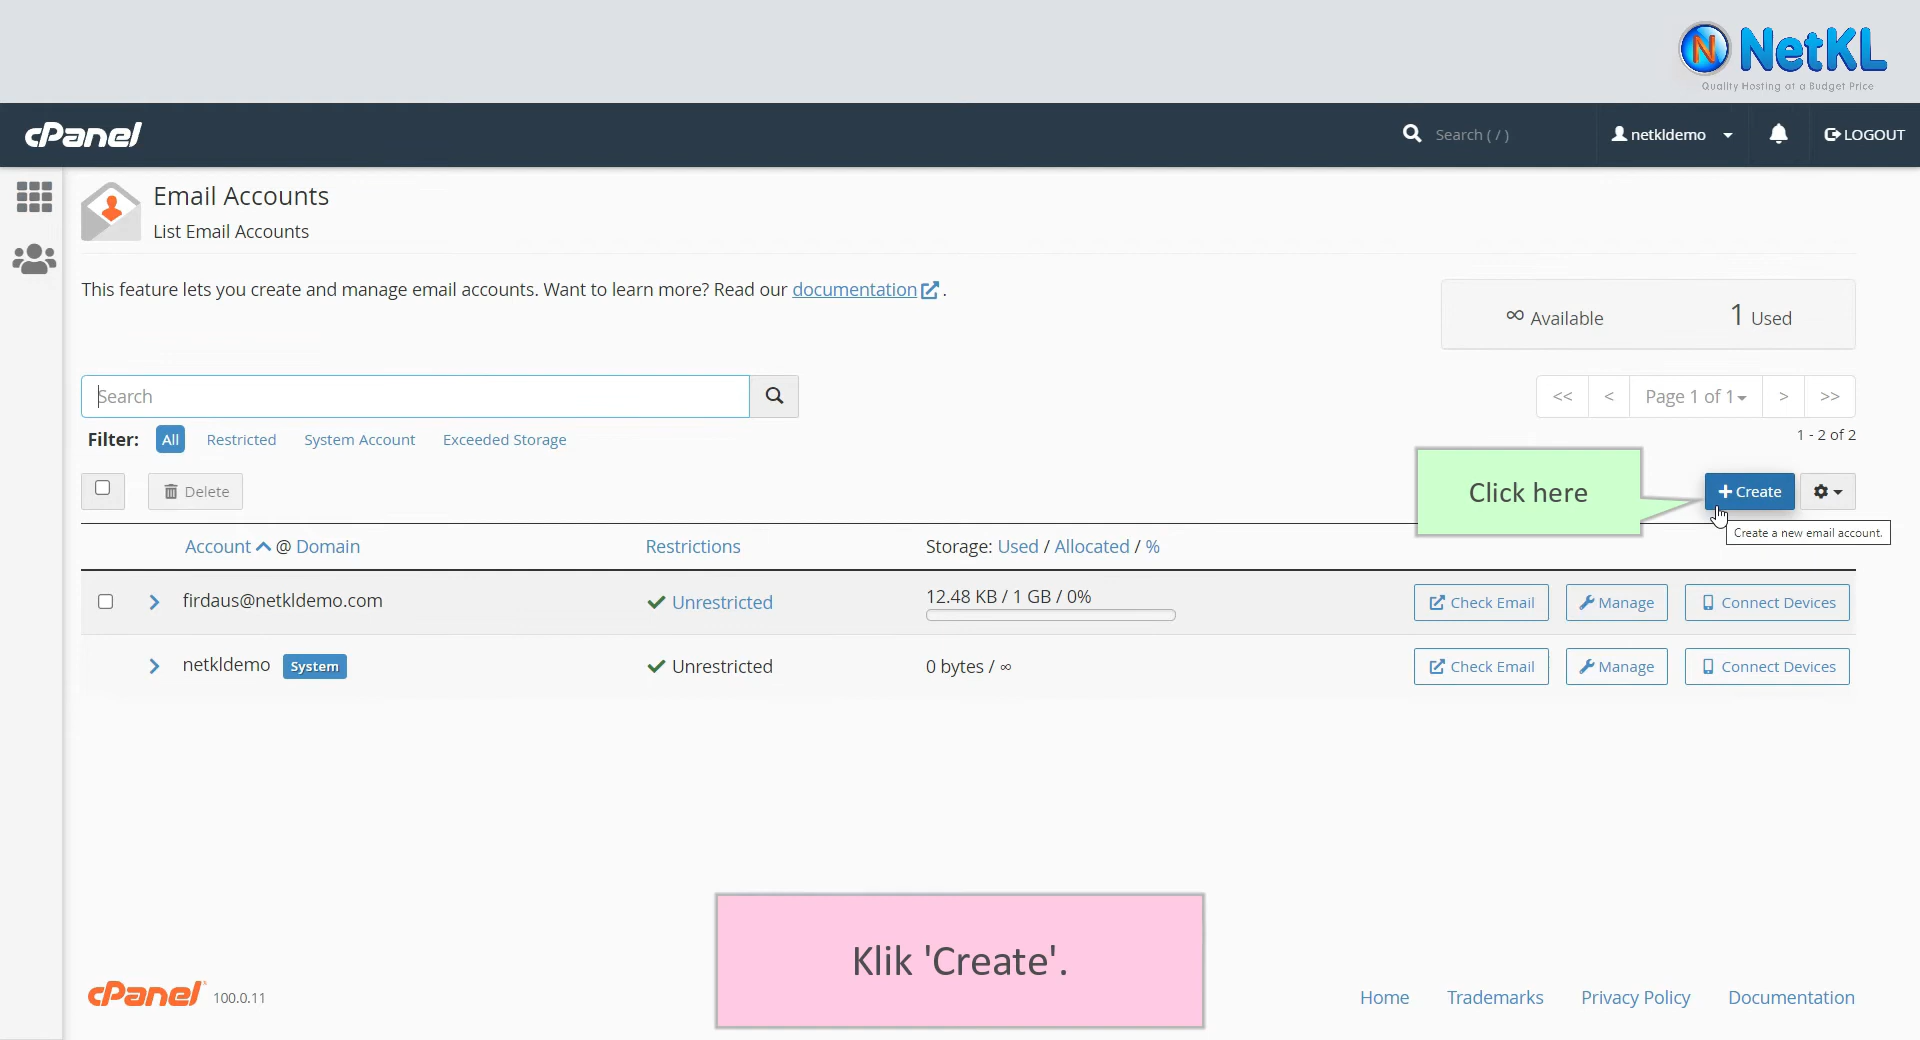 NetKL
Quality Hosting at a Budget Price
cPanel
Search ( / )
netkldemo
LOGOUT
Email Accounts
List Email Accounts
This feature lets you create and manage email accounts. Want to learn more? Read our documentation .
∞ Available
1 Used
Search
<< < Page 1 of 1 > >>
Filter: All Restricted System Account Exceeded Storage
1 - 2 of 2
Delete
Click here
+ Create
Create a new email account.
Account @ Domain
Restrictions
Storage: Used / Allocated / %
firdaus@netkldemo.com
Unrestricted
12.48 KB / 1 GB / 0%
Check Email
Manage
Connect Devices
netkldemo System
Unrestricted
0 bytes / ∞
Check Email
Manage
Connect Devices
Klik 'Create'.
cPanel 100.0.11
Home Trademarks Privacy Policy Documentation